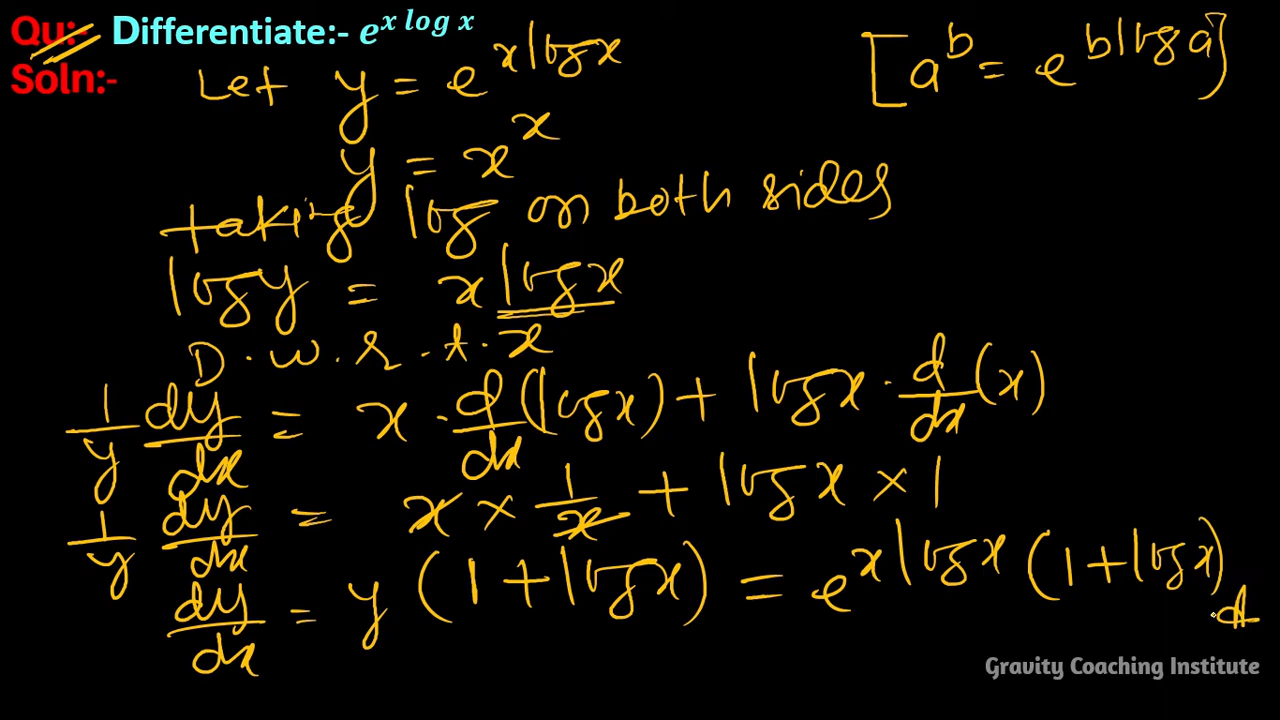 Qu:- Differentiate:- e^{x log x}
Soln:- Let y = e^{x log x} [a^b = e^{b log a}]
y = x^x
taking log on both sides
log y = x log x
D.w.r.t.x
1/y dy/dx = x · d/dx (log x) + log x · d/dx (x)
1/y dy/dx = x × 1/x + log x × 1
dy/dx = y (1 + log x) = e^{x log x} (1 + log x)
Gravity Coaching Institute